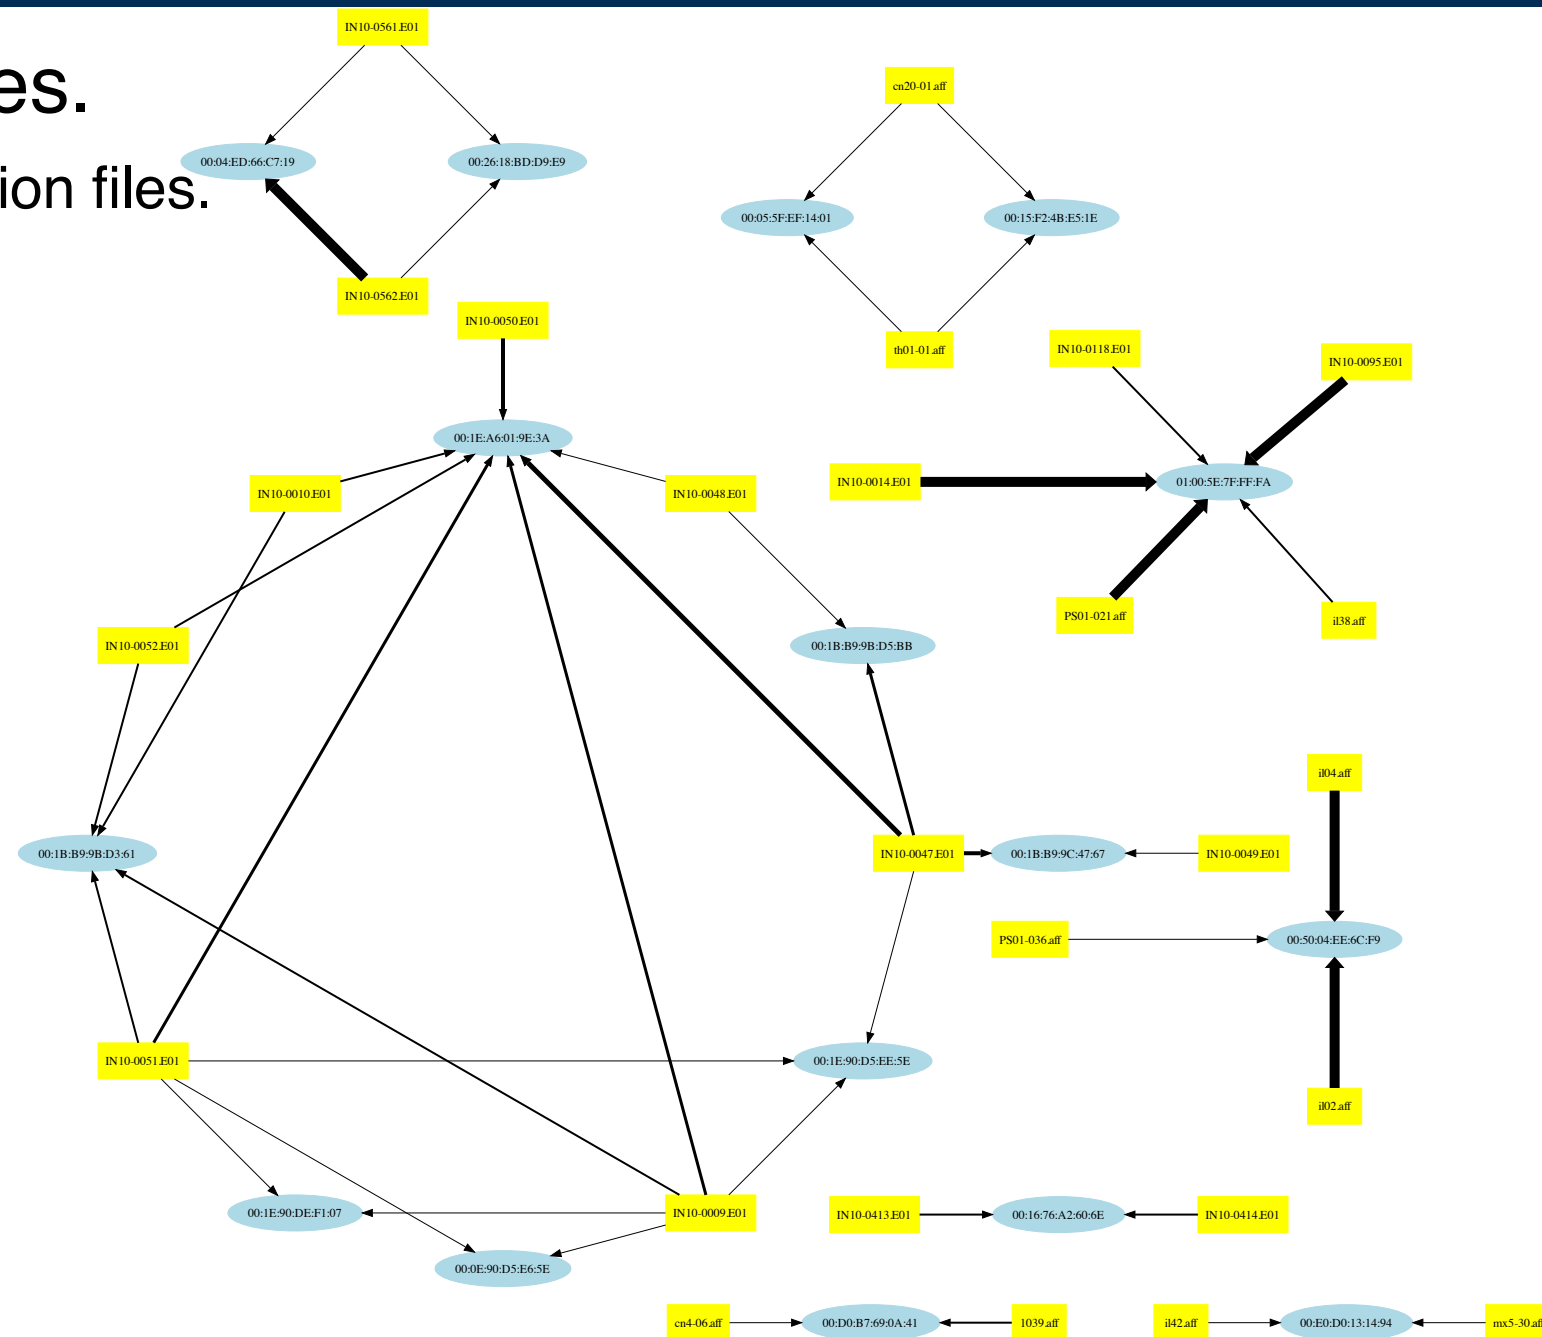 IN10-0561.E01
es.
cn20-01.aff
00:04:ED:66:C7:19
00:26:18:BD:D9:E9
ion files.
00:05:5F:EF:14:01
00:15:F2:4B:E5:1E
IN10-0562.E01
IN10-0050.E01
th01-01.aff
IN10-0118.E01
IN10-0095.E01
00:1E:A6:01:9E:3A
IN10-0010.E01
IN10-0048.E01
IN10-0014.E01
01:00:5E:7F:FF:FA
PS01-021.aff
il38.aff
IN10-0052.E01
00:1B:B9:9B:D5:BB
il04.aff
00:1B:B9:9B:D3:61
IN10-0047.E01
00:1B:B9:9C:47:67
IN10-0049.E01
PS01-036.aff
00:50:04:EE:6C:F9
IN10-0051.E01
00:1E:90:D5:EE:5E
il02.aff
00:1E:90:DE:F1:07
IN10-0009.E01
IN10-0413.E01
00:16:76:A2:60:6E
IN10-0414.E01
00:0E:90:D5:E6:5E
cn4-06.aff
00:D0:B7:69:0A:41
1039.aff
il42.aff
00:E0:D0:13:14:94
mx5-30.aff